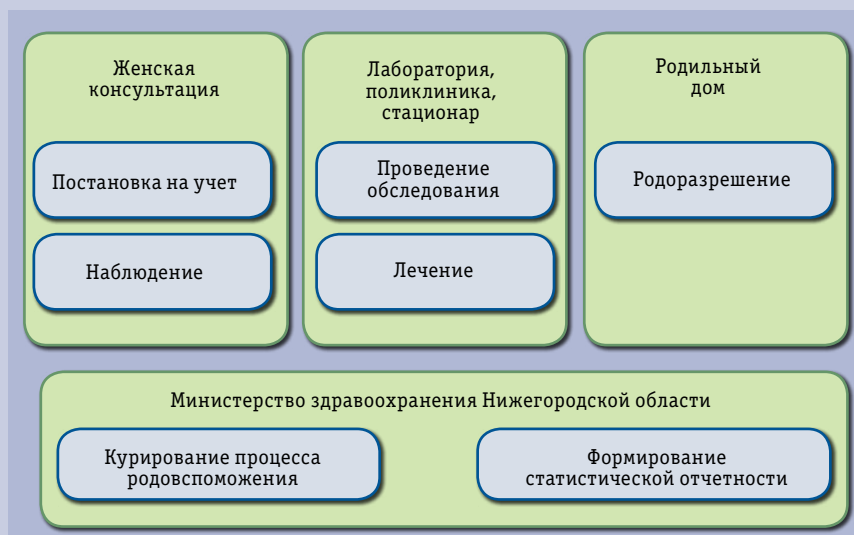 Женская
консультация
Постановка на учет
Наблюдение
Лаборатория,
поликлиника,
стационар
Проведение
обследования
Лечение
Родильный
дом
Родоразрешение
Министерство здравоохранения Нижегородской области
Курирование процесса
родовспоможения
Формирование
статистической отчетности